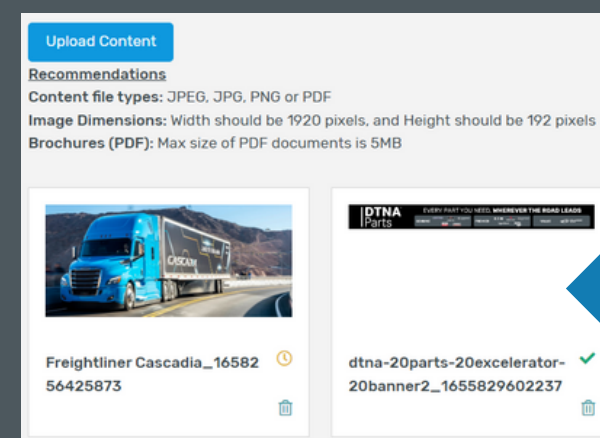 Upload Content
Recommendations
Content file types: JPEG, JPG, PNG or PDF
Image Dimensions: Width should be 1920 pixels, and Height should be 192 pixels
Brochures (PDF): Max size of PDF documents is 5MB
CASCADIA
DTNA
Parts
EVERY PART YOU NEED, WHEREVER THE ROAD LEADS
Freightliner Cascadia_16582
56425873
dtna-20parts-20excelerator-
20banner2_1655829602237